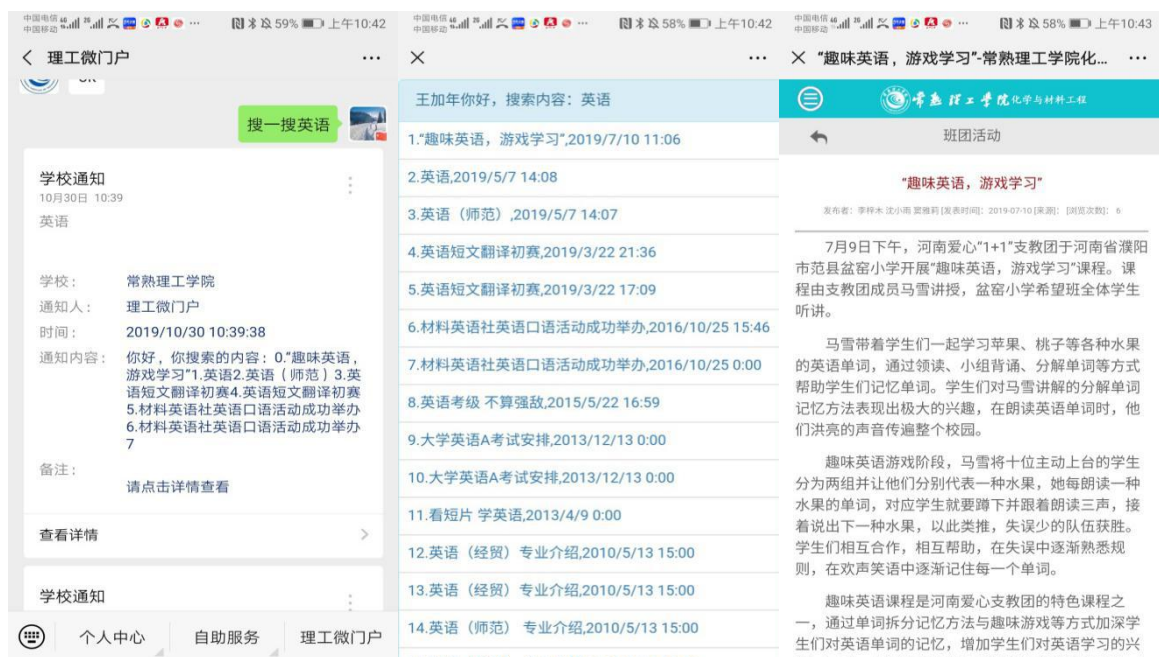 中国电信
中国移动
59% 上午10:42
理工微门户
搜一搜英语
学校通知
10月30日 10:39
英语
学校: 常熟理工学院
通知人: 理工微门户
时间: 2019/10/30 10:39:38
通知内容: 你好，你搜索的内容：0.“趣味英语，
游戏学习”1.英语2.英语（师范）3.英
语短文翻译初赛4.英语短文翻译初赛
5.材料英语社英语口语活动成功举办
6.材料英语社英语口语活动成功举办
7
备注:
请点击详情查看
查看详情
学校通知
个人中心 自助服务 理工微门户
中国电信
中国移动
58% 上午10:42
王加年你好，搜索内容：英语
1.“趣味英语，游戏学习”,2019/7/10 11:06
2.英语,2019/5/7 14:08
3.英语（师范）,2019/5/7 14:07
4.英语短文翻译初赛,2019/3/22 21:36
5.英语短文翻译初赛,2019/3/22 17:09
6.材料英语社英语口语活动成功举办,2016/10/25 15:46
7.材料英语社英语口语活动成功举办,2016/10/25 0:00
8.英语考级 不算强敌,2015/5/22 16:59
9.大学英语A考试安排,2013/12/13 0:00
10.大学英语A考试安排,2013/12/13 0:00
11.看短片 学英语,2013/4/9 0:00
12.英语（经贸）专业介绍,2010/5/13 15:00
13.英语（经贸）专业介绍,2010/5/13 15:00
14.英语（师范） 专业介绍,2010/5/13 15:00
中国电信
中国移动
58% 上午10:43
“趣味英语，游戏学习”-常熟理工学院化...
常熟理工学院化学与材料工程
班团活动
“趣味英语，游戏学习”
发布者：李梓木 沈小雨 窦雅莉 [发表时间]：2019-07-10 [来源]： [浏览次数]： 6
7月9日下午，河南爱心“1+1”支教团于河南省濮阳
市范县盆窑小学开展“趣味英语，游戏学习”课程。课
程由支教团成员马雪讲授，盆窑小学希望班全体学生
听讲。
马雪带着学生们一起学习苹果、桃子等各种水果
的英语单词，通过领读、小组背诵、分解单词等方式
帮助学生们记忆单词。学生们对马雪讲解的分解单词
记忆方法表现出极大的兴趣，在朗读英语单词时，他
们洪亮的声音传遍整个校园。
趣味英语游戏阶段，马雪将十位主动上台的学生
分为两组并让他们分别代表一种水果，她每朗读一种
水果的单词，对应学生就要蹲下并跟着朗读三声，接
着说出下一种水果，以此类推，失误少的队伍获胜。
学生们相互合作，相互帮助，在失误中逐渐熟悉规
则，在欢声笑语中逐渐记住每一个单词。
趣味英语课程是河南爱心支教团的特色课程之
一，通过单词拆分记忆方法与趣味游戏等方式加深学
生们对英语单词的记忆，增加学生们对英语学习的兴